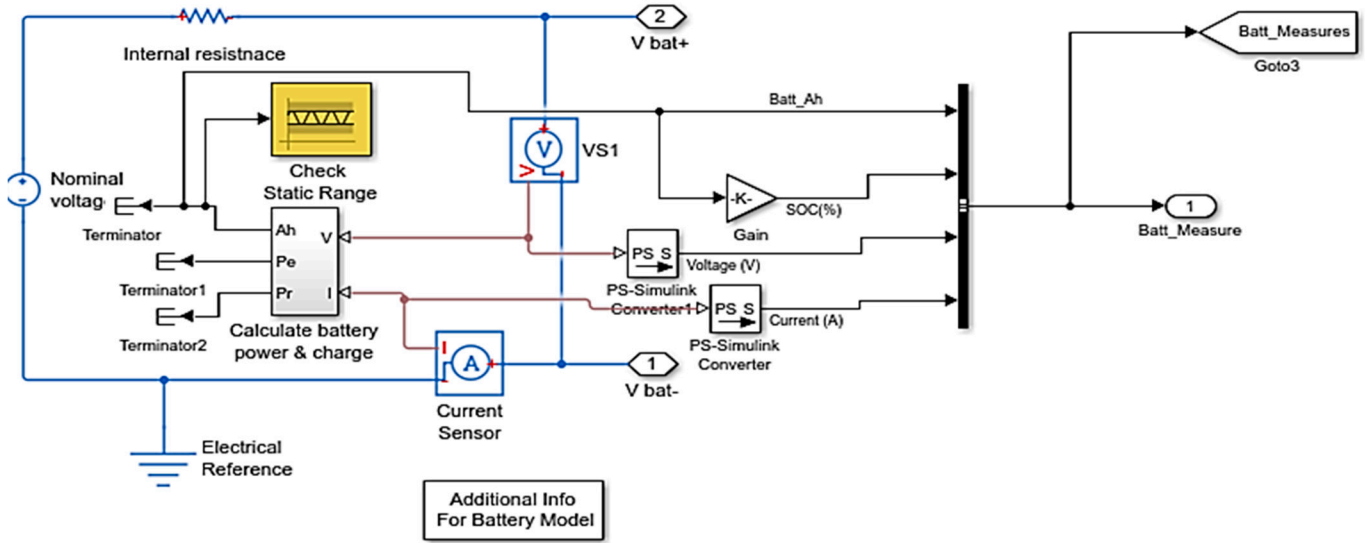 2
V bat+
Batt_Measures
Goto3
Internal resistnace
Batt_Ah
V
VS1
Check
Static Range
Nominal
voltage
-K-
SOC(%)
Gain
Terminator
Ah
V
Pe
I
Pr
Terminator1
Terminator2
Calculate battery
power & charge
PS S
Voltage (V)
PS-Simulink
Converter1
PS S
Current (A)
PS-Simulink
Converter
1
Batt_Measure
I
A
Current
Sensor
1
V bat-
Electrical
Reference
Additional Info
For Battery Model